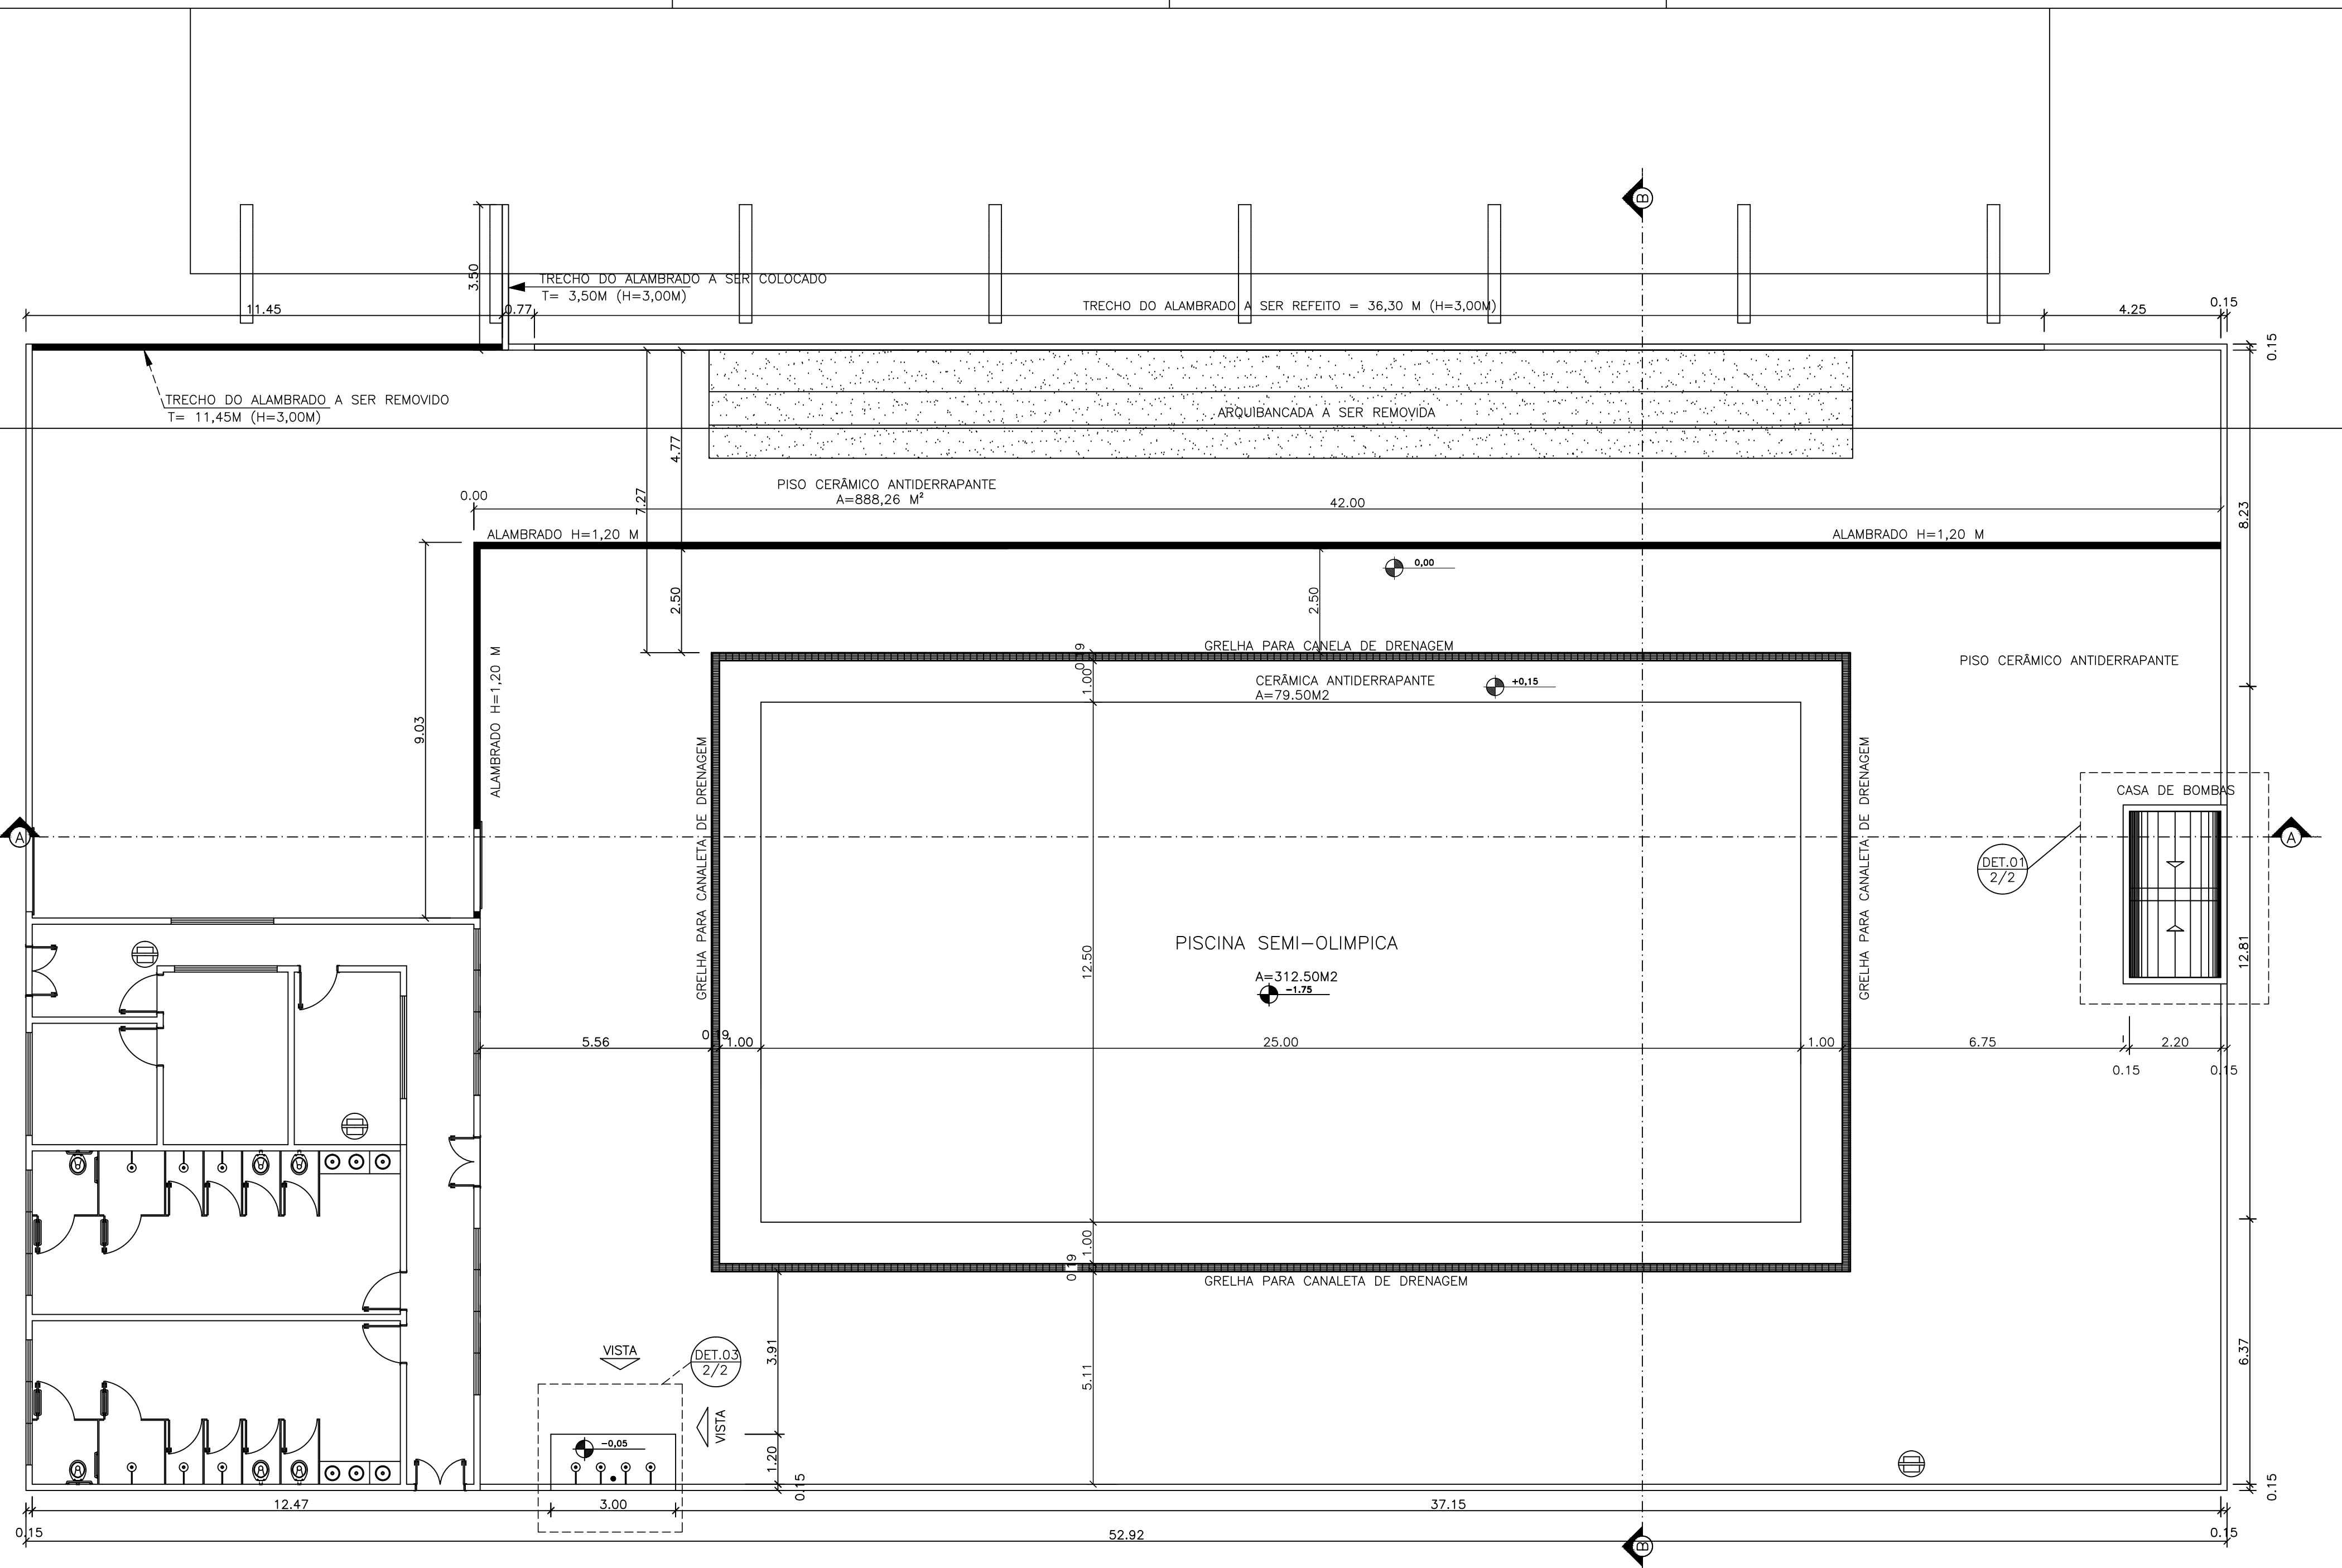 B
3.50
TRECHO DO ALAMBRADO A SER COLOCADO
T= 3,50M (H=3,00M)
11.45
0.77
TRECHO DO ALAMBRADO A SER REFEITO = 36,30 M (H=3,00M)
4.25
0.15
0.15
TRECHO DO ALAMBRADO A SER REMOVIDO
T= 11,45M (H=3,00M)
ARQUIBANCADA A SER REMOVIDA
4.77
7.27
PISO CERÂMICO ANTIDERRAPANTE
A=888,26 M²
0.00
42.00
8.23
ALAMBRADO H=1,20 M
ALAMBRADO H=1,20 M
0,00
2.50
2.50
GRELHA PARA CANELA DE DRENAGEM
0.19
1.00
CERÂMICA ANTIDERRAPANTE
A=79.50M2
+0,15
PISO CERÂMICO ANTIDERRAPANTE
ALAMBRADO H=1,20 M
9.03
GRELHA PARA CANALETA DE DRENAGEM
GRELHA PARA CANALETA DE DRENAGEM
CASA DE BOMBAS
A
A
DET.01
2/2
PISCINA SEMI-OLIMPICA
A=312.50M2
-1.75
12.50
12.81
5.56
0.19
1.00
25.00
1.00
6.75
2.20
0.15
0.15
1.00
0.19
GRELHA PARA CANALETA DE DRENAGEM
VISTA
DET.03
2/2
3.91
5.11
6.37
VISTA
-0,05
1.20
0.15
0.15
12.47
3.00
37.15
0.15
52.92
0.15
B